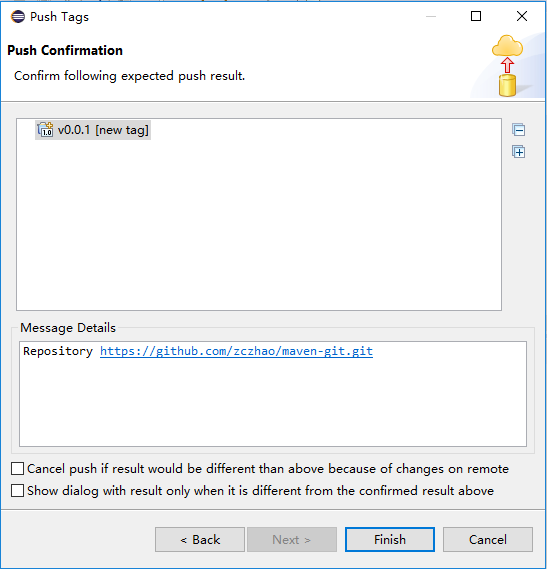 Push Tags
Push Confirmation
Confirm following expected push result.
1.0 v0.0.1 [new tag]
Message Details
Repository https://github.com/zczhao/maven-git.git
Cancel push if result would be different than above because of changes on remote
Show dialog with result only when it is different from the confirmed result above
< Back Next > Finish Cancel